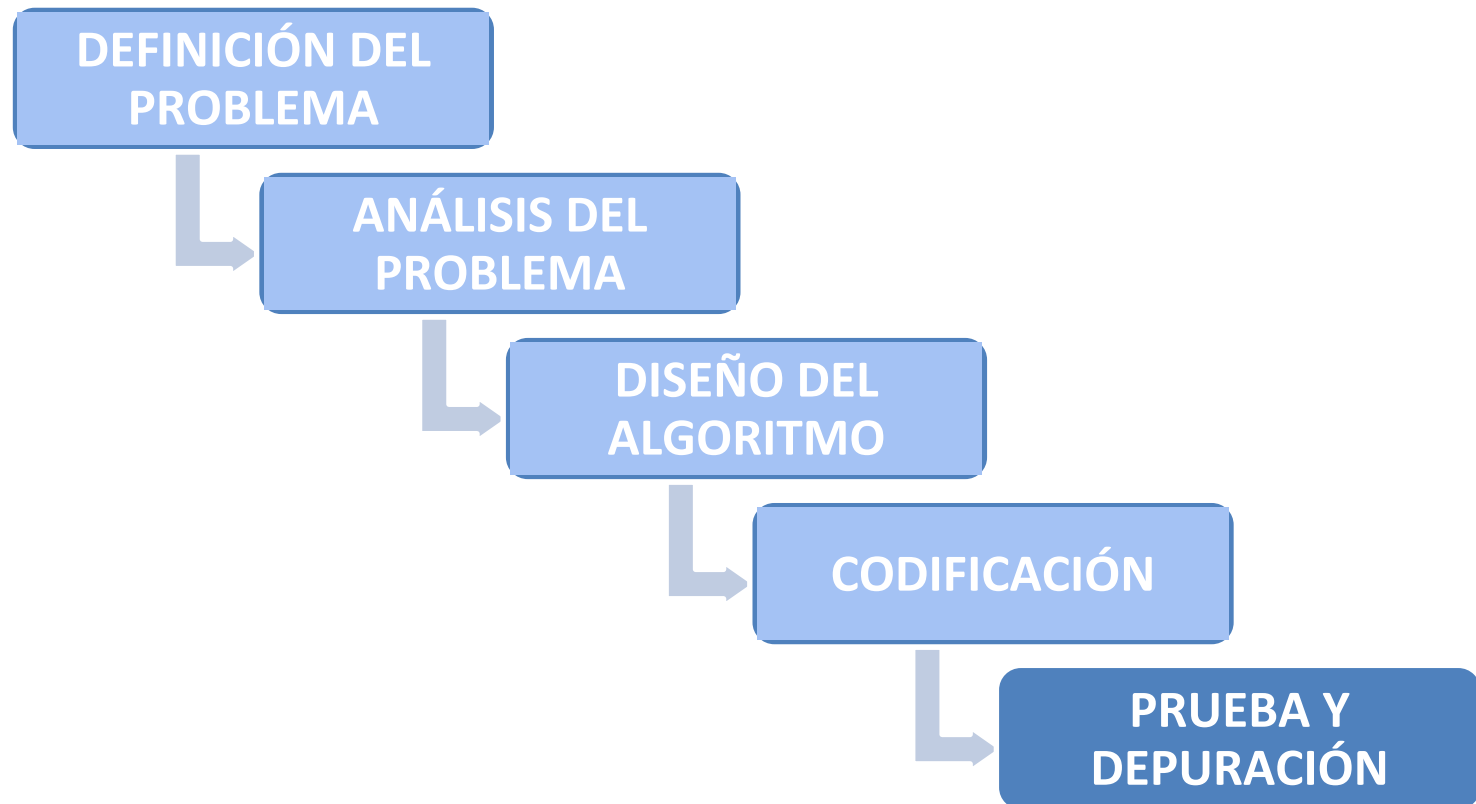 DEFINICIÓN DEL
PROBLEMA
ANÁLISIS DEL
PROBLEMA
DISEÑO DEL
ALGORITMO
CODIFICACIÓN
PRUEBA Y
DEPURACIÓN